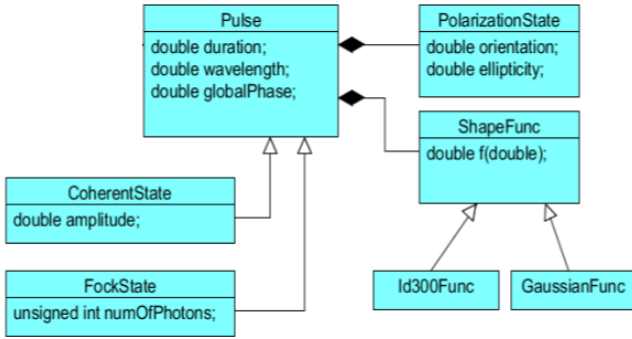 Pulse
double duration;
double wavelength;
double globalPhase;
PolarizationState
double orientation;
double ellipticity;
ShapeFunc
double f(double);
CoherentState
double amplitude;
FockState
unsigned int numOfPhotons;
Id300Func
GaussianFunc